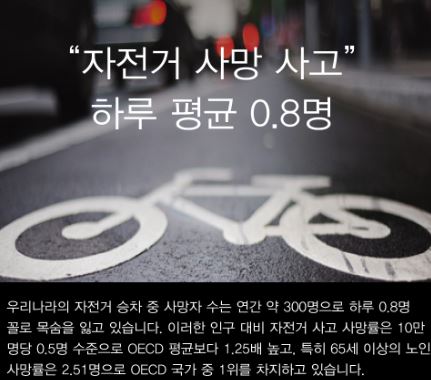 “자전거 사망 사고”
하루 평균 0.8명
우리나라의 자전거 승차 중 사망자 수는 연간 약 300명으로 하루 0.8명
꼴로 목숨을 잃고 있습니다. 이러한 인구 대비 자전거 사고 사망률은 10만
명당 0.5명 수준으로 OECD 평균보다 1.25배 높고, 특히 65세 이상의 노인
사망률은 2.51명으로 OECD 국가 중 1위를 차지하고 있습니다.